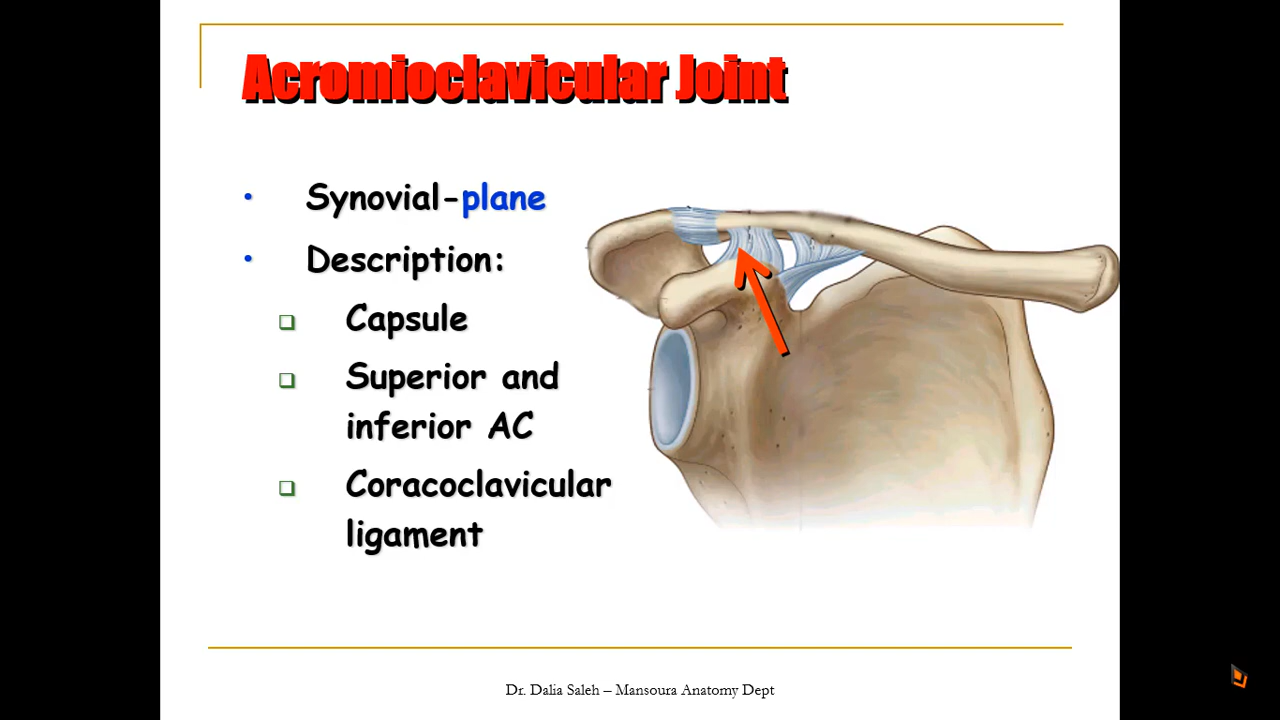 Acromioclavicular Joint
• Synovial-plane
• Description:
❑ Capsule
❑ Superior and
inferior AC
❑ Coracoclavicular
ligament
Dr. Dalia Saleh – Mansoura Anatomy Dept